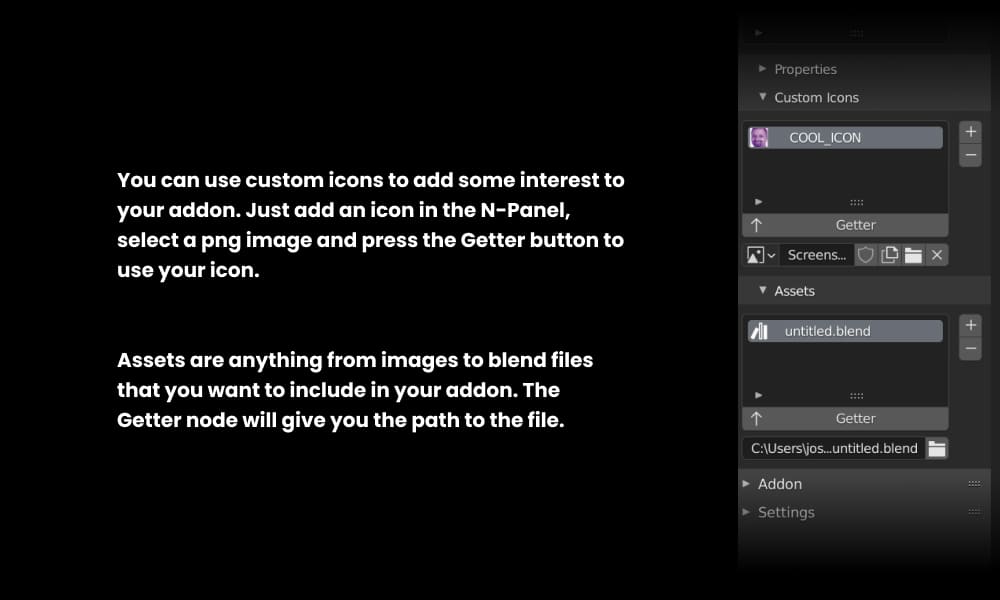 You can use custom icons to add some interest to
your addon. Just add an icon in the N-Panel,
select a png image and press the Getter button to
use your icon.
Assets are anything from images to blend files
that you want to include in your addon. The
Getter node will give you the path to the file.
Properties
Custom Icons
COOL_ICON
Getter
Screens...
Assets
untitled.blend
Getter
C:\Users\jos...untitled.blend
Addon
Settings